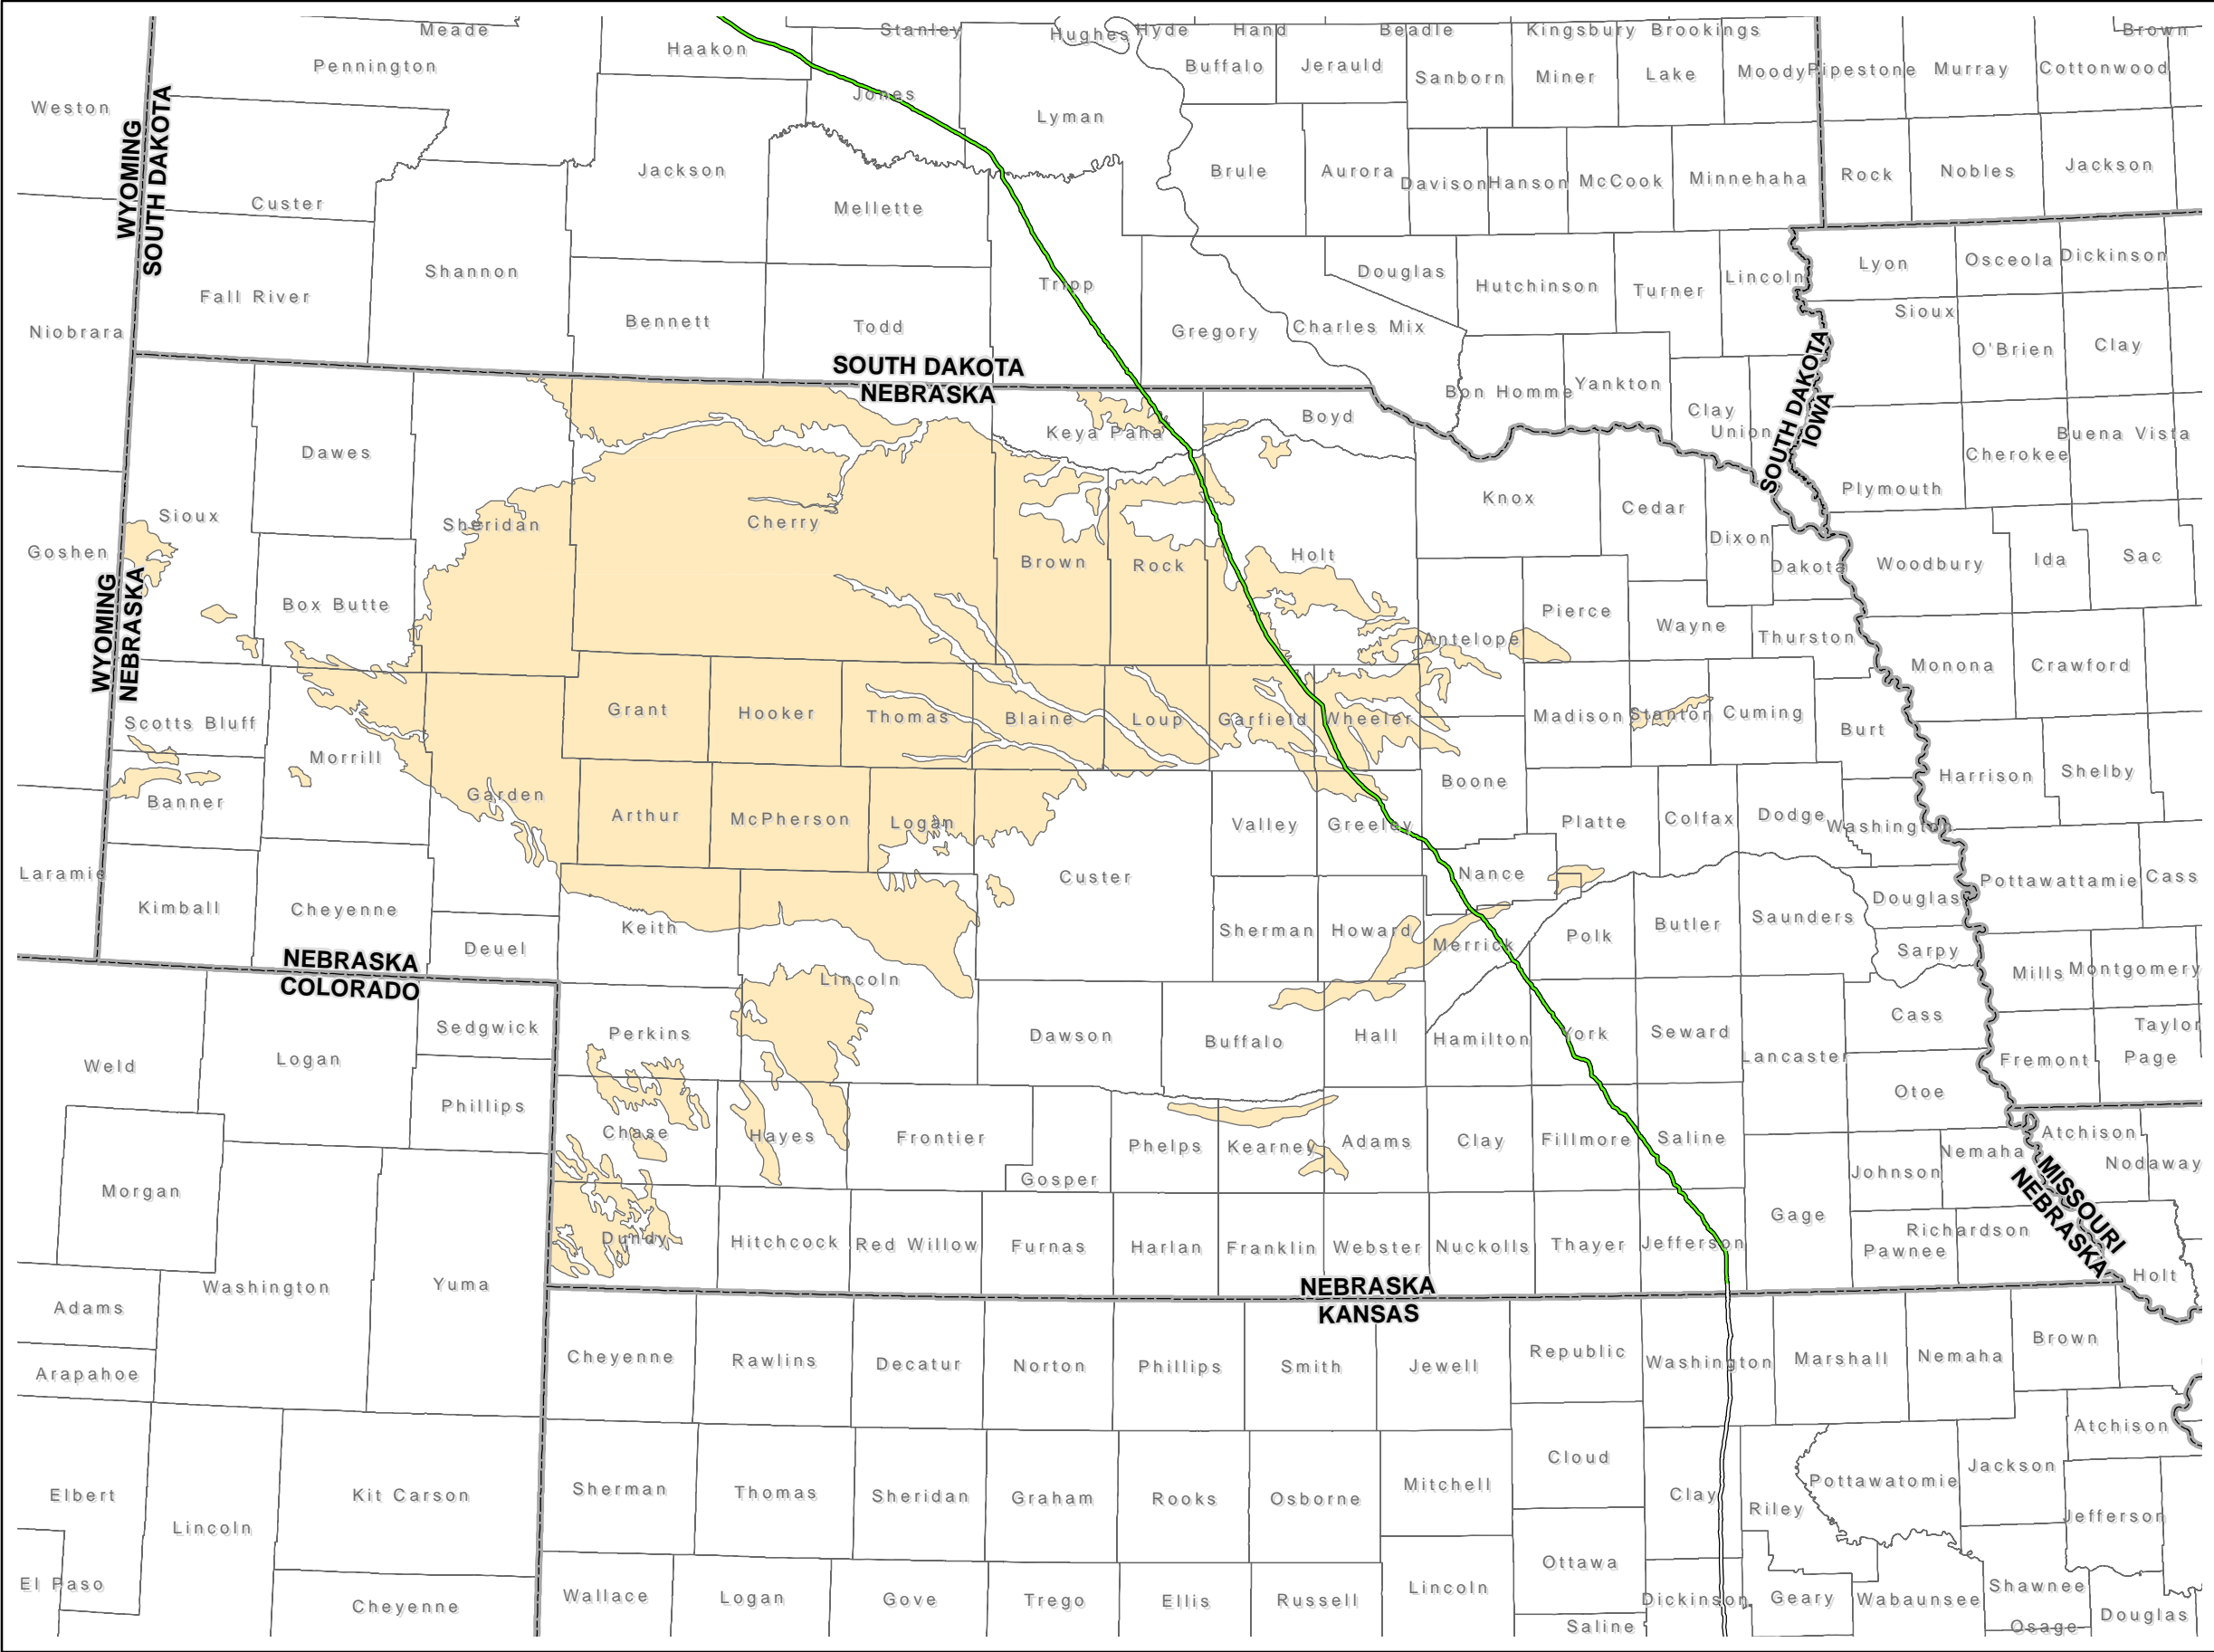 Meade
Stanley
Hughes
Hyde
Hand
Beadle
Kingsbury
Brookings
Brown
Haakon
Pennington
Buffalo
Jerauld
Sanborn
Miner
Lake
Moody
Pipestone
Murray
Cottonwood
Weston
Jones
Lyman
WYOMING
SOUTH DAKOTA
Jackson
Brule
Aurora
Davison
Hanson
McCook
Minnehaha
Rock
Nobles
Jackson
Custer
Mellette
Shannon
Fall River
Tripp
Douglas
Hutchinson
Turner
Lincoln
Lyon
Osceola
Dickinson
Niobrara
Bennett
Todd
Gregory
Charles Mix
Sioux
O'Brien
Clay
SOUTH DAKOTA
NEBRASKA
Bon Homme
Yankton
Clay
Union
SOUTH DAKOTA
IOWA
Boyd
Keya Paha
Buena Vista
Cherokee
Dawes
Knox
Plymouth
Sioux
Sheridan
Cherry
Cedar
Dixon
Goshen
Brown
Rock
Holt
Dakota
Woodbury
Ida
Sac
WYOMING
NEBRASKA
Box Butte
Pierce
Antelope
Wayne
Thurston
Monona
Crawford
Scotts Bluff
Grant
Hooker
Thomas
Blaine
Loup
Garfield
Wheeler
Madison
Stanton
Cuming
Burt
Morrill
Harrison
Shelby
Banner
Garden
Arthur
McPherson
Logan
Valley
Greeley
Boone
Platte
Colfax
Dodge
Washington
Laramie
Custer
Nance
Pottawattamie
Cass
Kimball
Cheyenne
Keith
Sherman
Howard
Merrick
Polk
Butler
Saunders
Douglas
Deuel
Sarpy
NEBRASKA
COLORADO
Lincoln
Mills
Montgomery
Sedgwick
Perkins
Dawson
Buffalo
Hall
Hamilton
York
Seward
Cass
Taylor
Weld
Logan
Lancaster
Fremont
Page
Phillips
Otoe
Chase
Hayes
Frontier
Phelps
Kearney
Adams
Clay
Fillmore
Saline
Atchison
Nemaha
Johnson
Nodaway
Morgan
Gosper
MISSOURI
NEBRASKA
Gage
Richardson
Pawnee
Dundy
Hitchcock
Red Willow
Furnas
Harlan
Franklin
Webster
Nuckolls
Thayer
Jefferson
Holt
Washington
Yuma
NEBRASKA
KANSAS
Adams
Arapahoe
Cheyenne
Rawlins
Decatur
Norton
Phillips
Smith
Jewell
Republic
Washington
Marshall
Nemaha
Brown
Atchison
Elbert
Kit Carson
Sherman
Thomas
Sheridan
Graham
Rooks
Osborne
Mitchell
Cloud
Clay
Riley
Pottawatomie
Jackson
Jefferson
Lincoln
El Paso
Cheyenne
Wallace
Logan
Gove
Trego
Ellis
Russell
Lincoln
Ottawa
Saline
Dickinson
Geary
Wabaunsee
Shawnee
Osage
Douglas